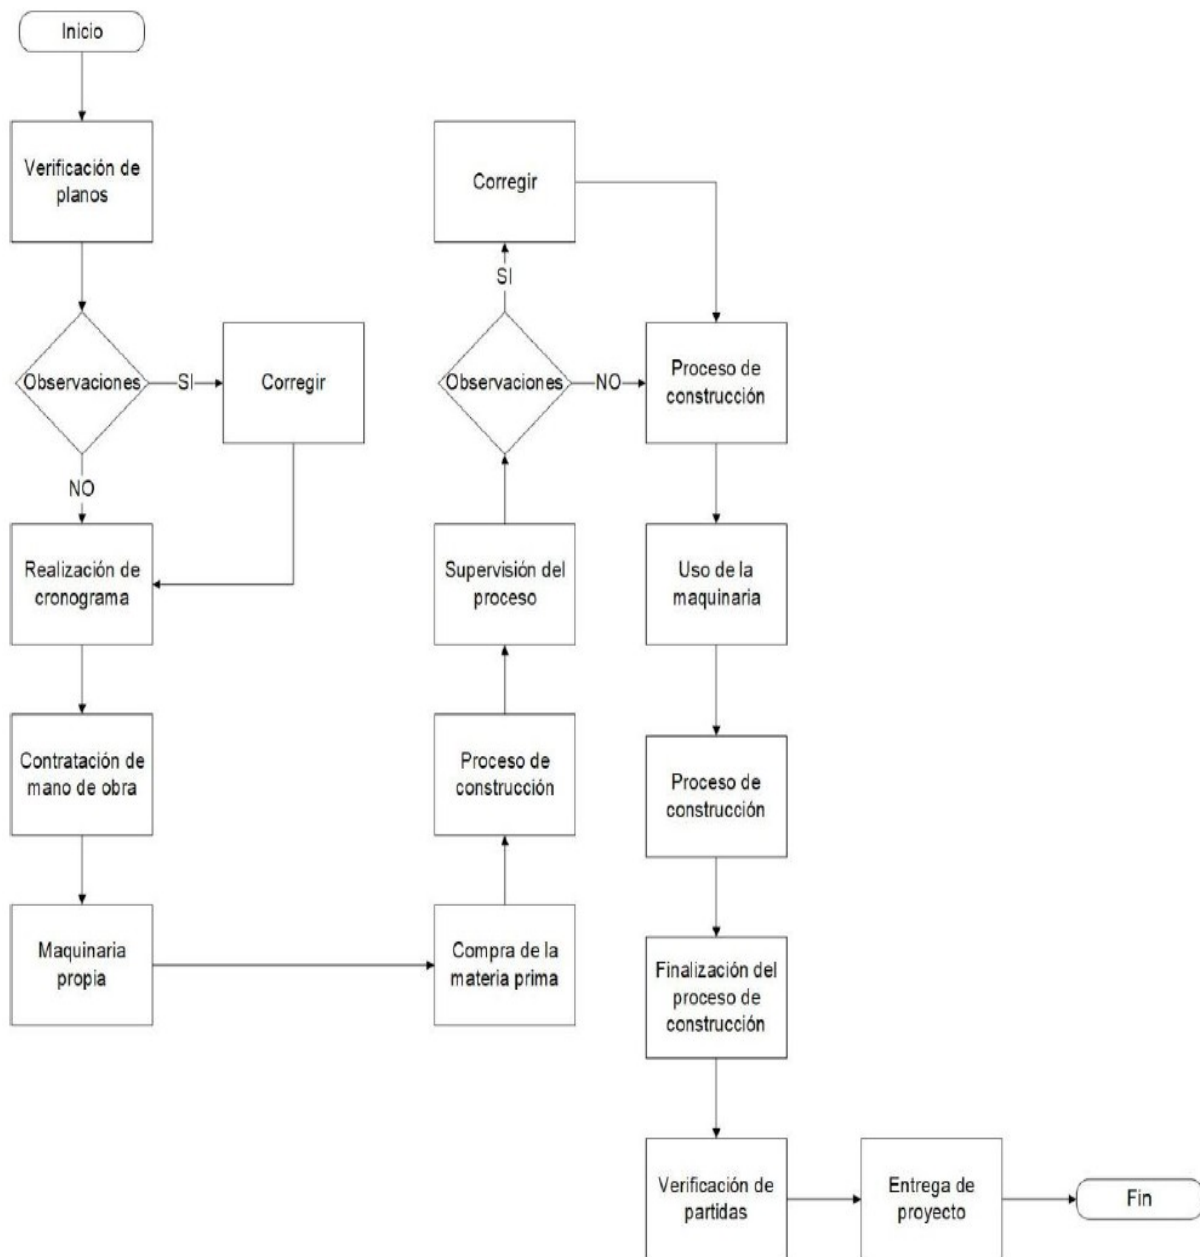 Inicio
Verificación de
planos
Observaciones
SI
Corregir
NO
Realización de
cronograma
Contratación de
mano de obra
Maquinaria
propia
Compra de la
materia prima
Proceso de
construcción
Supervisión del
proceso
Observaciones
SI
Corregir
NO
Proceso de
construcción
Uso de la
maquinaria
Proceso de
construcción
Finalización del
proceso de
construcción
Verificación de
partidas
Entrega de
proyecto
Fin